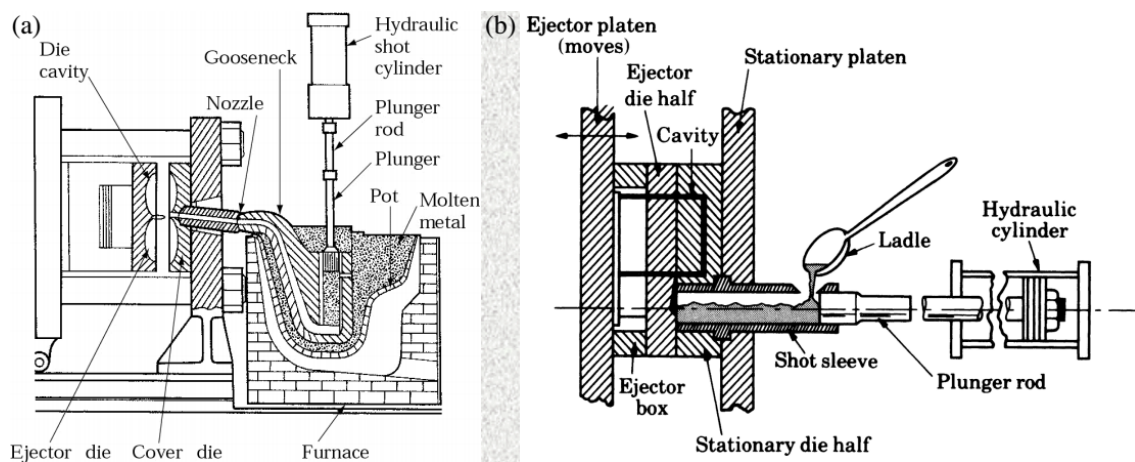 (a)
Die
cavity
Gooseneck
Hydraulic
shot
cylinder
Nozzle
Plunger
rod
Plunger
Pot
Molten
metal
Ejector die
Cover die
Furnace
(b)
Ejector platen
(moves)
Stationary platen
Ejector
die half
Cavity
Ladle
Hydraulic
cylinder
Shot sleeve
Plunger rod
Ejector
box
Stationary die half